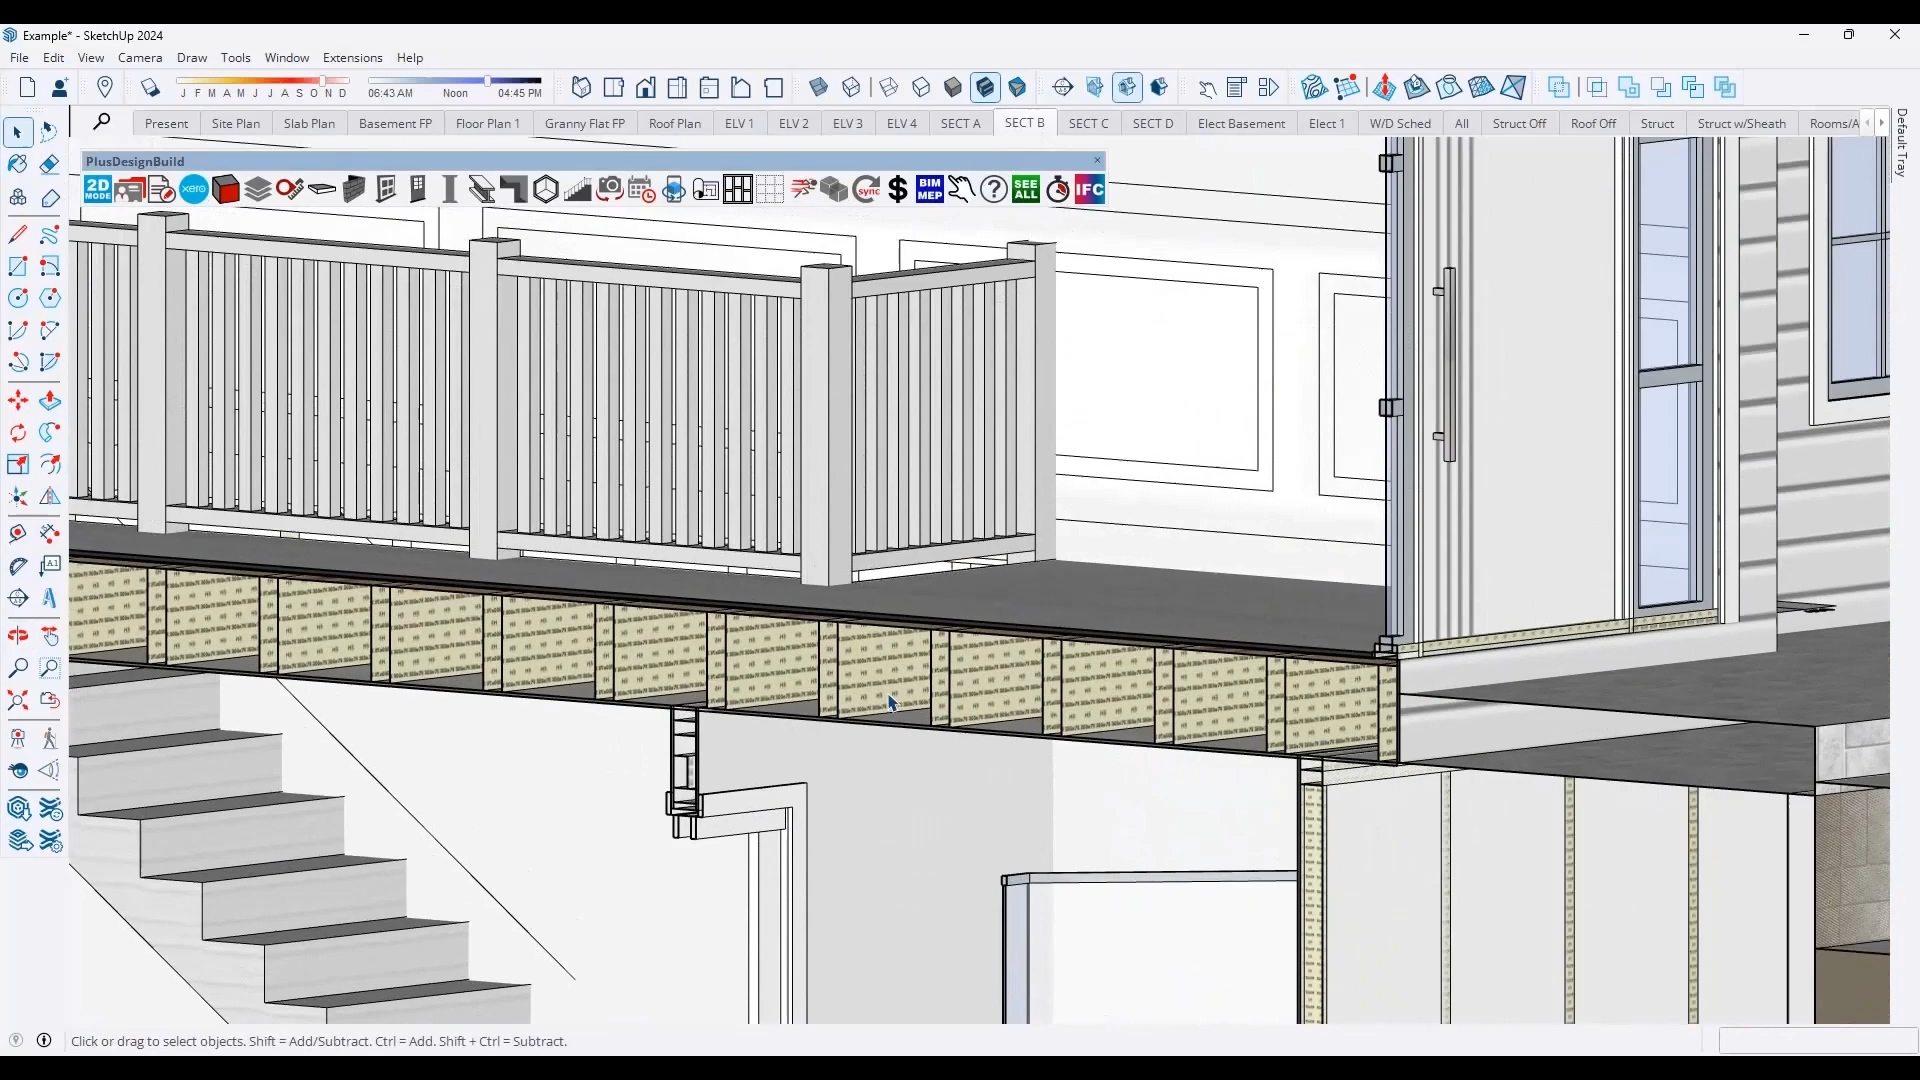 Example* - SketchUp 2024
File Edit View Camera Draw Tools Window Extensions Help
J F M A M J J A S O N D 06:43 AM Noon 04:45 PM
Present Site Plan Slab Plan Basement FP Floor Plan 1 Granny Flat FP Roof Plan ELV 1 ELV 2 ELV 3 ELV 4 SECT A SECT B SECT C SECT D Elect Basement Elect 1 W/D Sched All Struct Off Roof Off Struct Struct w/Sheath Rooms/A
Default Tray
PlusDesignBuild
2D MODE xero sync $ BIM MEP ? SEE ALL IFC
A1
Click or drag to select objects. Shift = Add/Subtract. Ctrl = Add. Shift + Ctrl = Subtract.